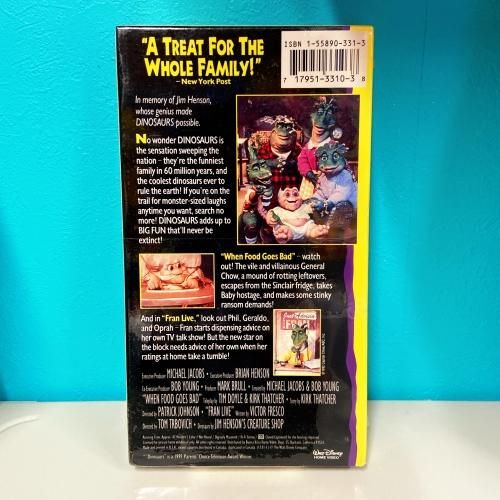 "A TREAT FOR THE
WHOLE FAMILY!"
– New York Post
ISBN 1-55890-331-3
7 17951-3310-3 8
In memory of Jim Henson,
whose genius made
DINOSAURS possible.
No wonder DINOSAURS is
the sensation sweeping the
nation – they're the funniest
family in 60 million years, and
the coolest dinosaurs ever to
rule the earth! If you're on the
trail for monster-sized laughs
anytime you want, search no
more! DINOSAURS adds up to
BIG FUN that'll never be
extinct!
"When Food Goes Bad" – watch
out! The vile and villainous General
Chow, a mound of rotting leftovers,
escapes from the Sinclair fridge, takes
Baby hostage, and makes some stinky
ransom demands!
And in "Fran Live," look out Phil, Geraldo,
and Oprah – Fran starts dispensing advice on
her own TV talk show! But the new star on
the block needs advice of her own when her
ratings at home take a tumble!
FRAN
Executive Producer MICHAEL JACOBS • Executive Producer BRIAN HENSON
Co-Executive Producer BOB YOUNG • Producer MARK BRULL • Created by MICHAEL JACOBS & BOB YOUNG
"WHEN FOOD GOES BAD" • Teleplay by TIM DOYLE & KIRK THATCHER • Story by KIRK THATCHER
Directed by PATRICK JOHNSON • "FRAN LIVE" Written by VICTOR FRESCO
Directed by TOM TRBOVICH • Dinosaurs by JIM HENSON'S CREATURE SHOP
"Dinosaurs" is a 1991 Parents' Choice Television Award Winner.
WALT DISNEY
HOME VIDEO